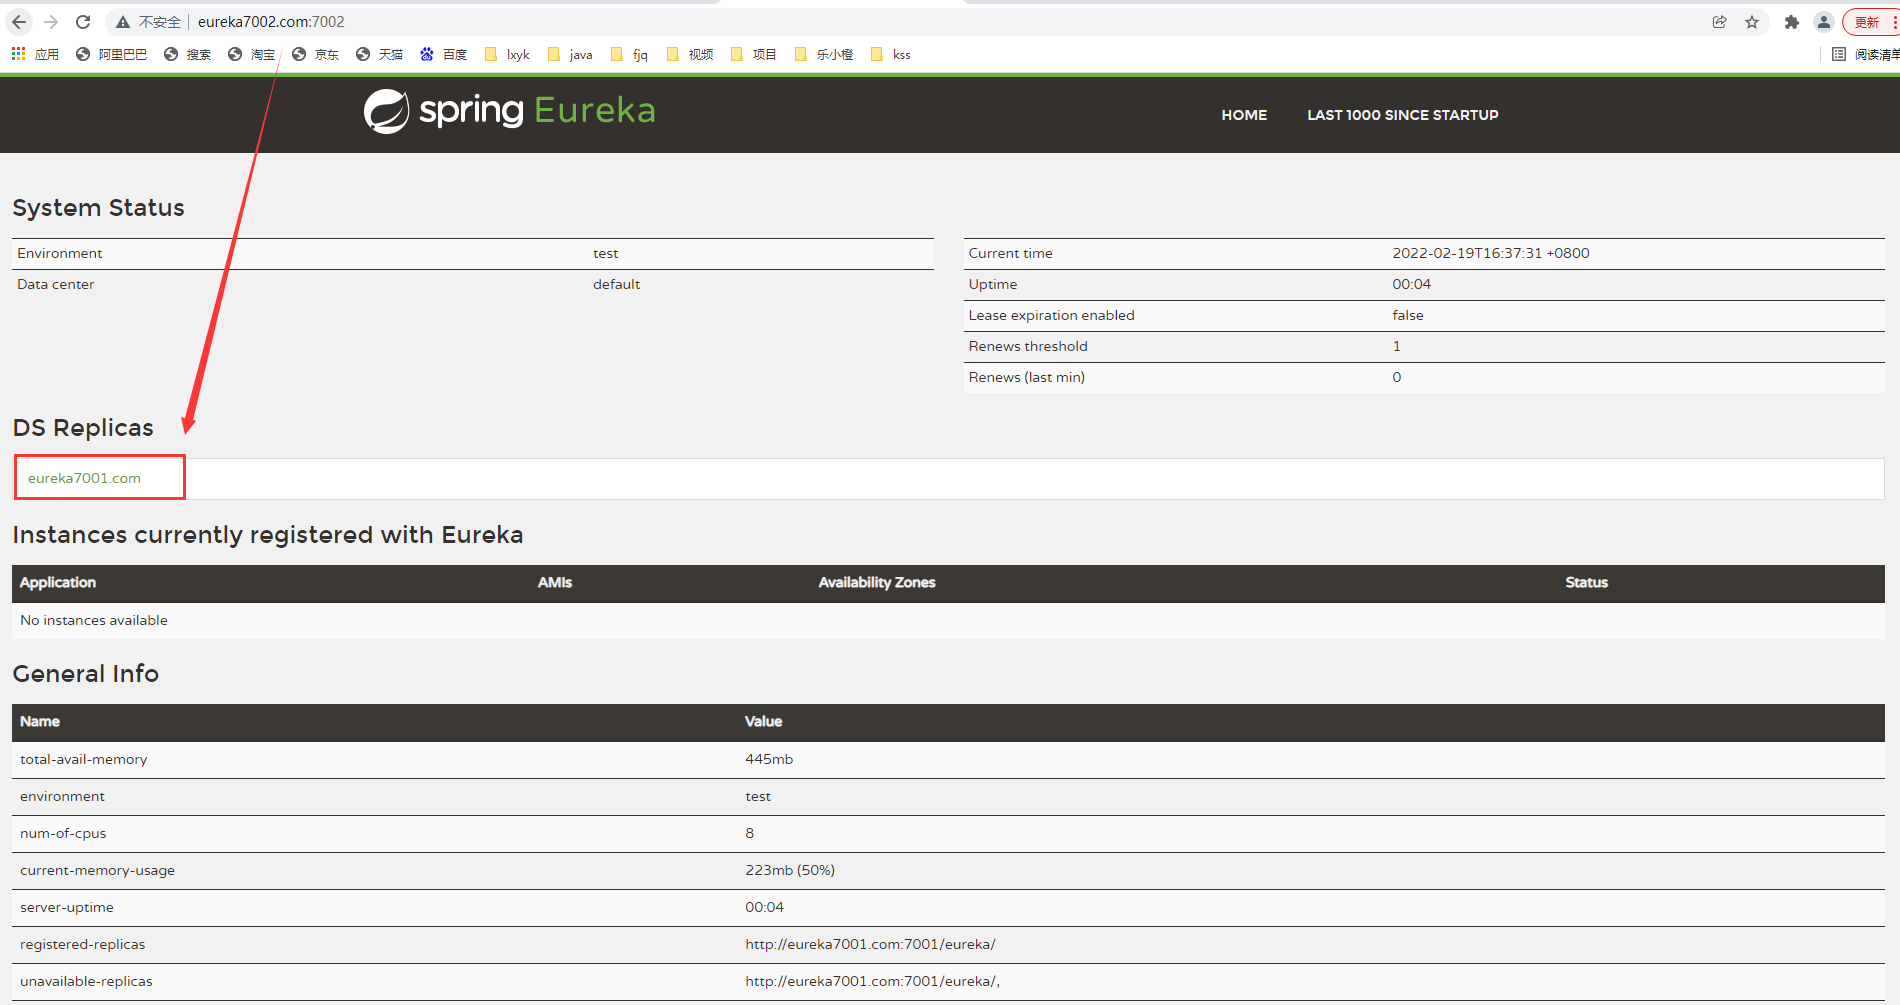 不安全 eureka7002.com:7002 更新
应用 阿里巴巴 搜索 淘宝 京东 天猫 百度 lxyk java fjq 视频 项目 乐小橙 kss 阅读清单
spring Eureka HOME LAST 1000 SINCE STARTUP
System Status
Environment test Current time 2022-02-19T16:37:31 +0800
Data center default Uptime 00:04
Lease expiration enabled false
Renews threshold 1
Renews (last min) 0
DS Replicas
eureka7001.com
Instances currently registered with Eureka
Application AMIs Availability Zones Status
No instances available
General Info
Name Value
total-avail-memory 445mb
environment test
num-of-cpus 8
current-memory-usage 223mb (50%)
server-uptime 00:04
registered-replicas http://eureka7001.com:7001/eureka/
unavailable-replicas http://eureka7001.com:7001/eureka/,